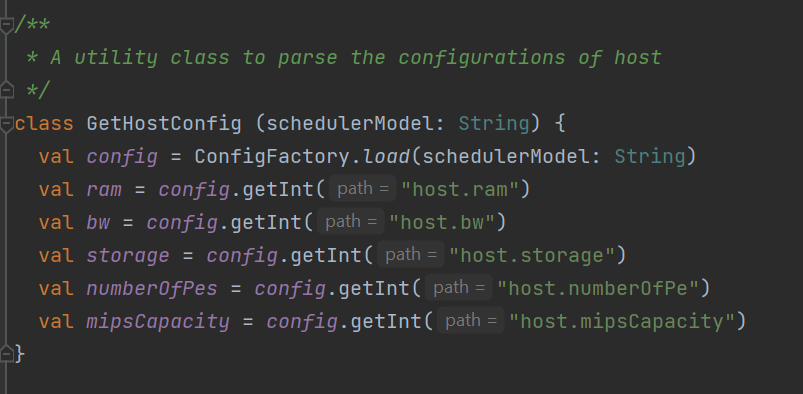 /**
 * A utility class to parse the configurations of host
 */
class GetHostConfig (schedulerModel: String) {
  val config = ConfigFactory.load(schedulerModel: String)
  val ram = config.getInt( path = "host.ram")
  val bw = config.getInt( path = "host.bw")
  val storage = config.getInt( path = "host.storage")
  val numberOfPes = config.getInt( path = "host.numberOfPe")
  val mipsCapacity = config.getInt( path = "host.mipsCapacity")
}